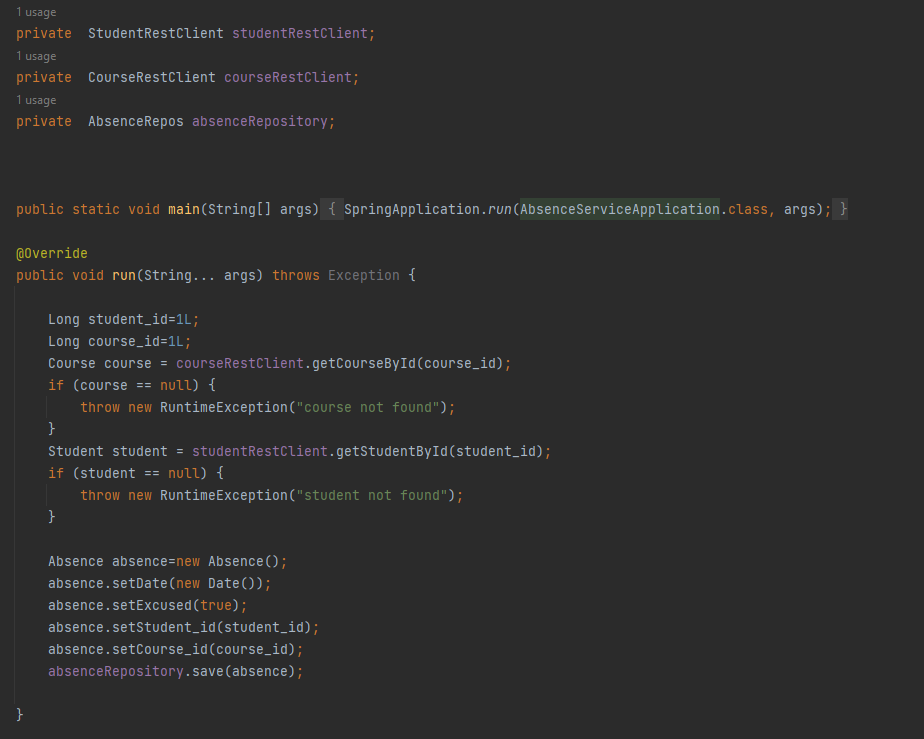 1 usage
private  StudentRestClient studentRestClient;
1 usage
private  CourseRestClient courseRestClient;
1 usage
private  AbsenceRepos absenceRepository;
public static void main(String[] args) { SpringApplication.run(AbsenceServiceApplication.class, args); }
@Override
public void run(String... args) throws Exception {
Long student_id=1L;
Long course_id=1L;
Course course = courseRestClient.getCourseById(course_id);
if (course == null) {
throw new RuntimeException("course not found");
}
Student student = studentRestClient.getStudentById(student_id);
if (student == null) {
throw new RuntimeException("student not found");
}
Absence absence=new Absence();
absence.setDate(new Date());
absence.setExcused(true);
absence.setStudent_id(student_id);
absence.setCourse_id(course_id);
absenceRepository.save(absence);
}